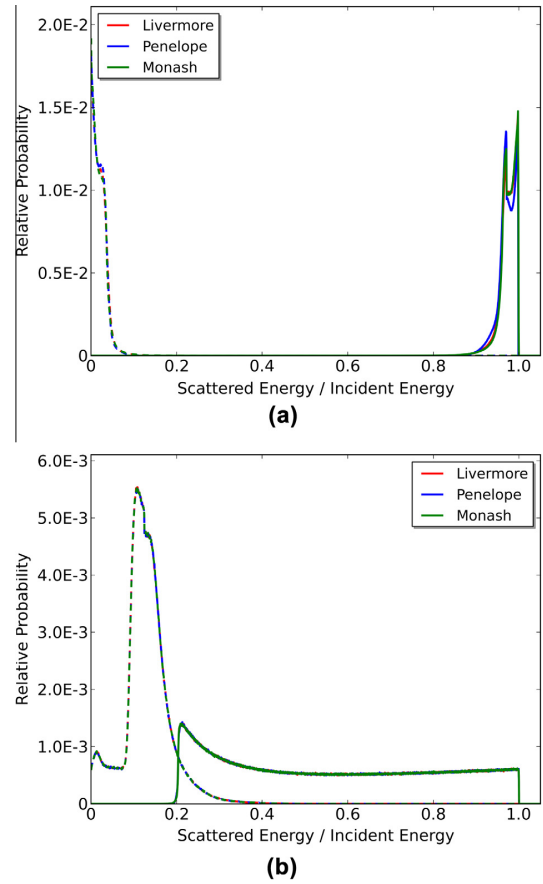 2.0E-2
1.5E-2
1.0E-2
0.5E-2
0
Relative Probability
Livermore
Penelope
Monash
0 0.2 0.4 0.6 0.8 1.0
Scattered Energy / Incident Energy
(a)
6.0E-3
5.0E-3
4.0E-3
3.0E-3
2.0E-3
1.0E-3
0
Relative Probability
Livermore
Penelope
Monash
0 0.2 0.4 0.6 0.8 1.0
Scattered Energy / Incident Energy
(b)